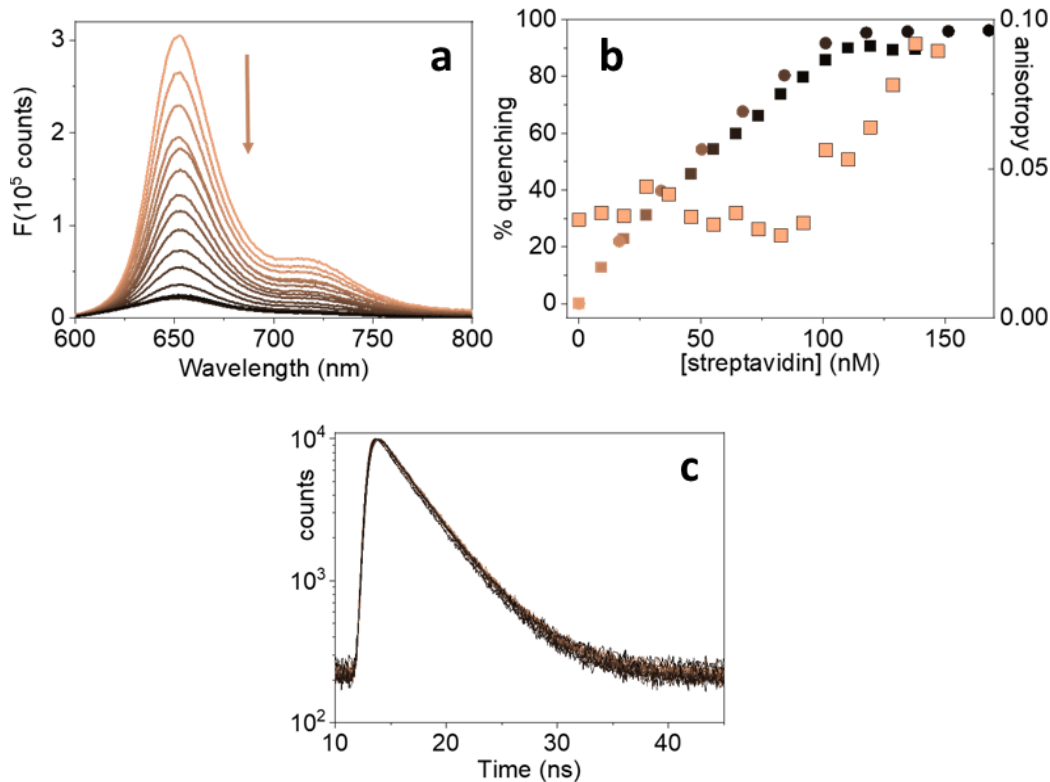 a
F(10⁵ counts)
3
2
1
0
600 650 700 750 800
Wavelength (nm)
b
% quenching
100
80
60
40
20
0
0 50 100 150
[streptavidin] (nM)
0.10
0.05
0.00
anisotropy
c
counts
10⁴
10³
10²
10 20 30 40
Time (ns)